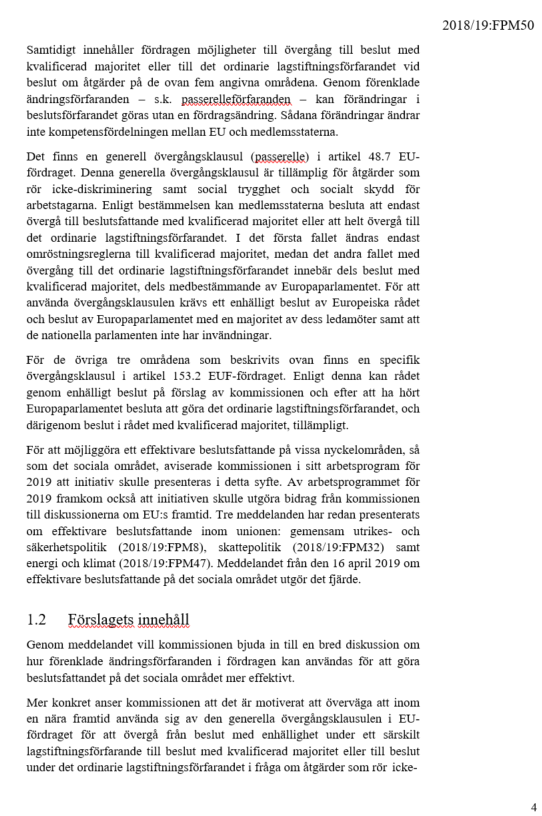 2018/19:FPM50
Samtidigt innehåller fördragen möjligheter till övergång till beslut med
kvalificerad majoritet eller till det ordinarie lagstiftningsförfarandet vid
beslut om åtgärder på de ovan fem angivna områdena. Genom förenklade
ändringsförfaranden – s.k. passerelleförfaranden – kan förändringar i
beslutsförfarandet göras utan en fördragsändring. Sådana förändringar ändrar
inte kompetensfördelningen mellan EU och medlemsstaterna.
Det finns en generell övergångsklausul (passerelle) i artikel 48.7 EU-
fördraget. Denna generella övergångsklausul är tillämplig för åtgärder som
rör icke-diskriminering samt social trygghet och socialt skydd för
arbetstagarna. Enligt bestämmelsen kan medlemsstaterna besluta att endast
övergå till beslutsfattande med kvalificerad majoritet eller att helt övergå till
det ordinarie lagstiftningsförfarandet. I det första fallet ändras endast
omröstningsreglerna till kvalificerad majoritet, medan det andra fallet med
övergång till det ordinarie lagstiftningsförfarandet innebär dels beslut med
kvalificerad majoritet, dels medbestämmande av Europaparlamentet. För att
använda övergångsklausulen krävs ett enhälligt beslut av Europeiska rådet
och beslut av Europaparlamentet med en majoritet av dess ledamöter samt att
de nationella parlamenten inte har invändningar.
För de övriga tre områdena som beskrivits ovan finns en specifik
övergångsklausul i artikel 153.2 EUF-fördraget. Enligt denna kan rådet
genom enhälligt beslut på förslag av kommissionen och efter att ha hört
Europaparlamentet besluta att göra det ordinarie lagstiftningsförfarandet, och
därigenom beslut i rådet med kvalificerad majoritet, tillämpligt.
För att möjliggöra ett effektivare beslutsfattande på vissa nyckelområden, så
som det sociala området, aviserade kommissionen i sitt arbetsprogram för
2019 att initiativ skulle presenteras i detta syfte. Av arbetsprogrammet för
2019 framkom också att initiativen skulle utgöra bidrag från kommissionen
till diskussionerna om EU:s framtid. Tre meddelanden har redan presenterats
om effektivare beslutsfattande inom unionen: gemensam utrikes- och
säkerhetspolitik (2018/19:FPM8), skattepolitik (2018/19:FPM32) samt
energi och klimat (2018/19:FPM47). Meddelandet från den 16 april 2019 om
effektivare beslutsfattande på det sociala området utgör det fjärde.
1.2 Förslagets innehåll
Genom meddelandet vill kommissionen bjuda in till en bred diskussion om
hur förenklade ändringsförfaranden i fördragen kan användas för att göra
beslutsfattandet på det sociala området mer effektivt.
Mer konkret anser kommissionen att det är motiverat att överväga att inom
en nära framtid använda sig av den generella övergångsklausulen i EU-
fördraget för att övergå från beslut med enhällighet under ett särskilt
lagstiftningsförfarande till beslut med kvalificerad majoritet eller till beslut
under det ordinarie lagstiftningsförfarandet i fråga om åtgärder som rör icke-
4